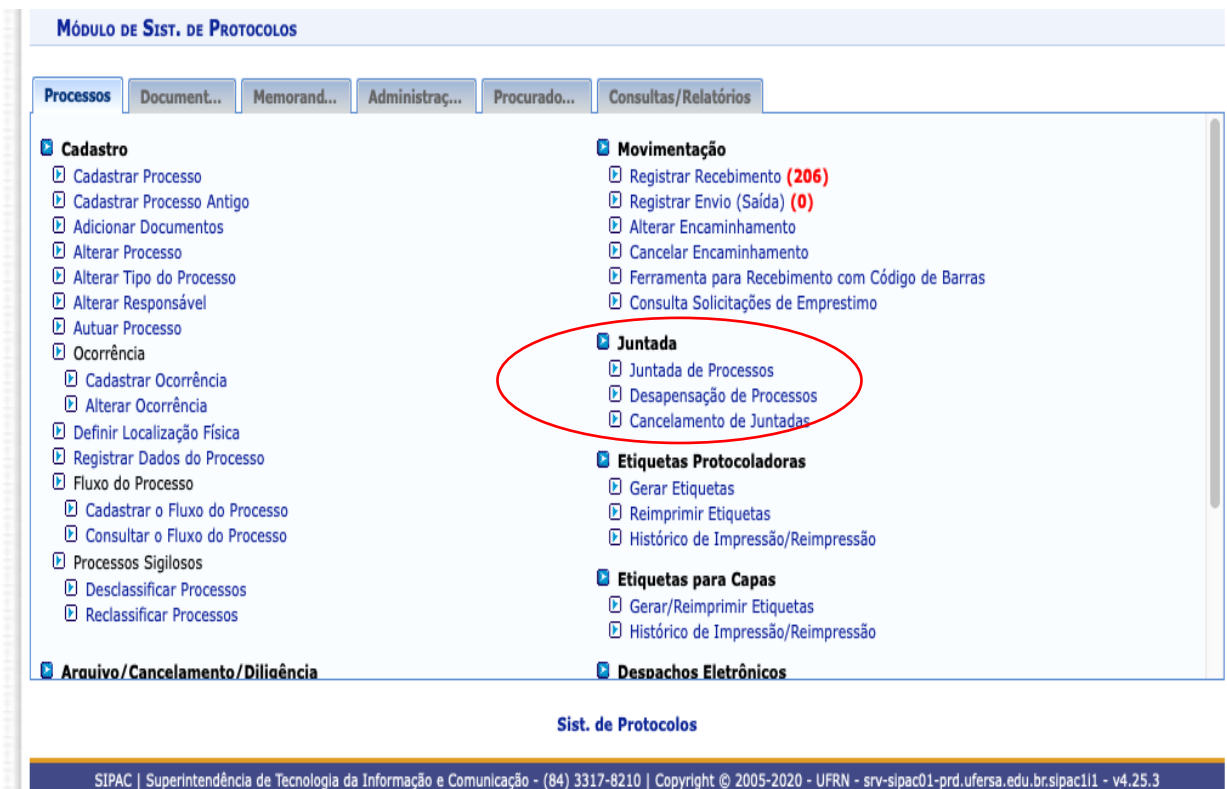 MÓDULO DE SIST. DE PROTOCOLOS
Processos
Document...
Memorand...
Administraç...
Procurado...
Consultas/Relatórios
Cadastro
Cadastrar Processo
Cadastrar Processo Antigo
Adicionar Documentos
Alterar Processo
Alterar Tipo do Processo
Alterar Responsável
Autuar Processo
Ocorrência
Cadastrar Ocorrência
Alterar Ocorrência
Definir Localização Física
Registrar Dados do Processo
Fluxo do Processo
Cadastrar o Fluxo do Processo
Consultar o Fluxo do Processo
Processos Sigilosos
Desclassificar Processos
Reclassificar Processos
Arquivo/Cancelamento/Diligência
Movimentação
Registrar Recebimento (206)
Registrar Envio (Saída) (0)
Alterar Encaminhamento
Cancelar Encaminhamento
Ferramenta para Recebimento com Código de Barras
Consulta Solicitações de Emprestimo
Juntada
Juntada de Processos
Desapensação de Processos
Cancelamento de Juntadas
Etiquetas Protocoladoras
Gerar Etiquetas
Reimprimir Etiquetas
Histórico de Impressão/Reimpressão
Etiquetas para Capas
Gerar/Reimprimir Etiquetas
Histórico de Impressão/Reimpressão
Despachos Eletrônicos
Sist. de Protocolos
SIPAC | Superintendência de Tecnologia da Informação e Comunicação - (84) 3317-8210 | Copyright © 2005-2020 - UFRN - srv-sipac01-prd.ufersa.edu.br.sipac1i1 - v4.25.3